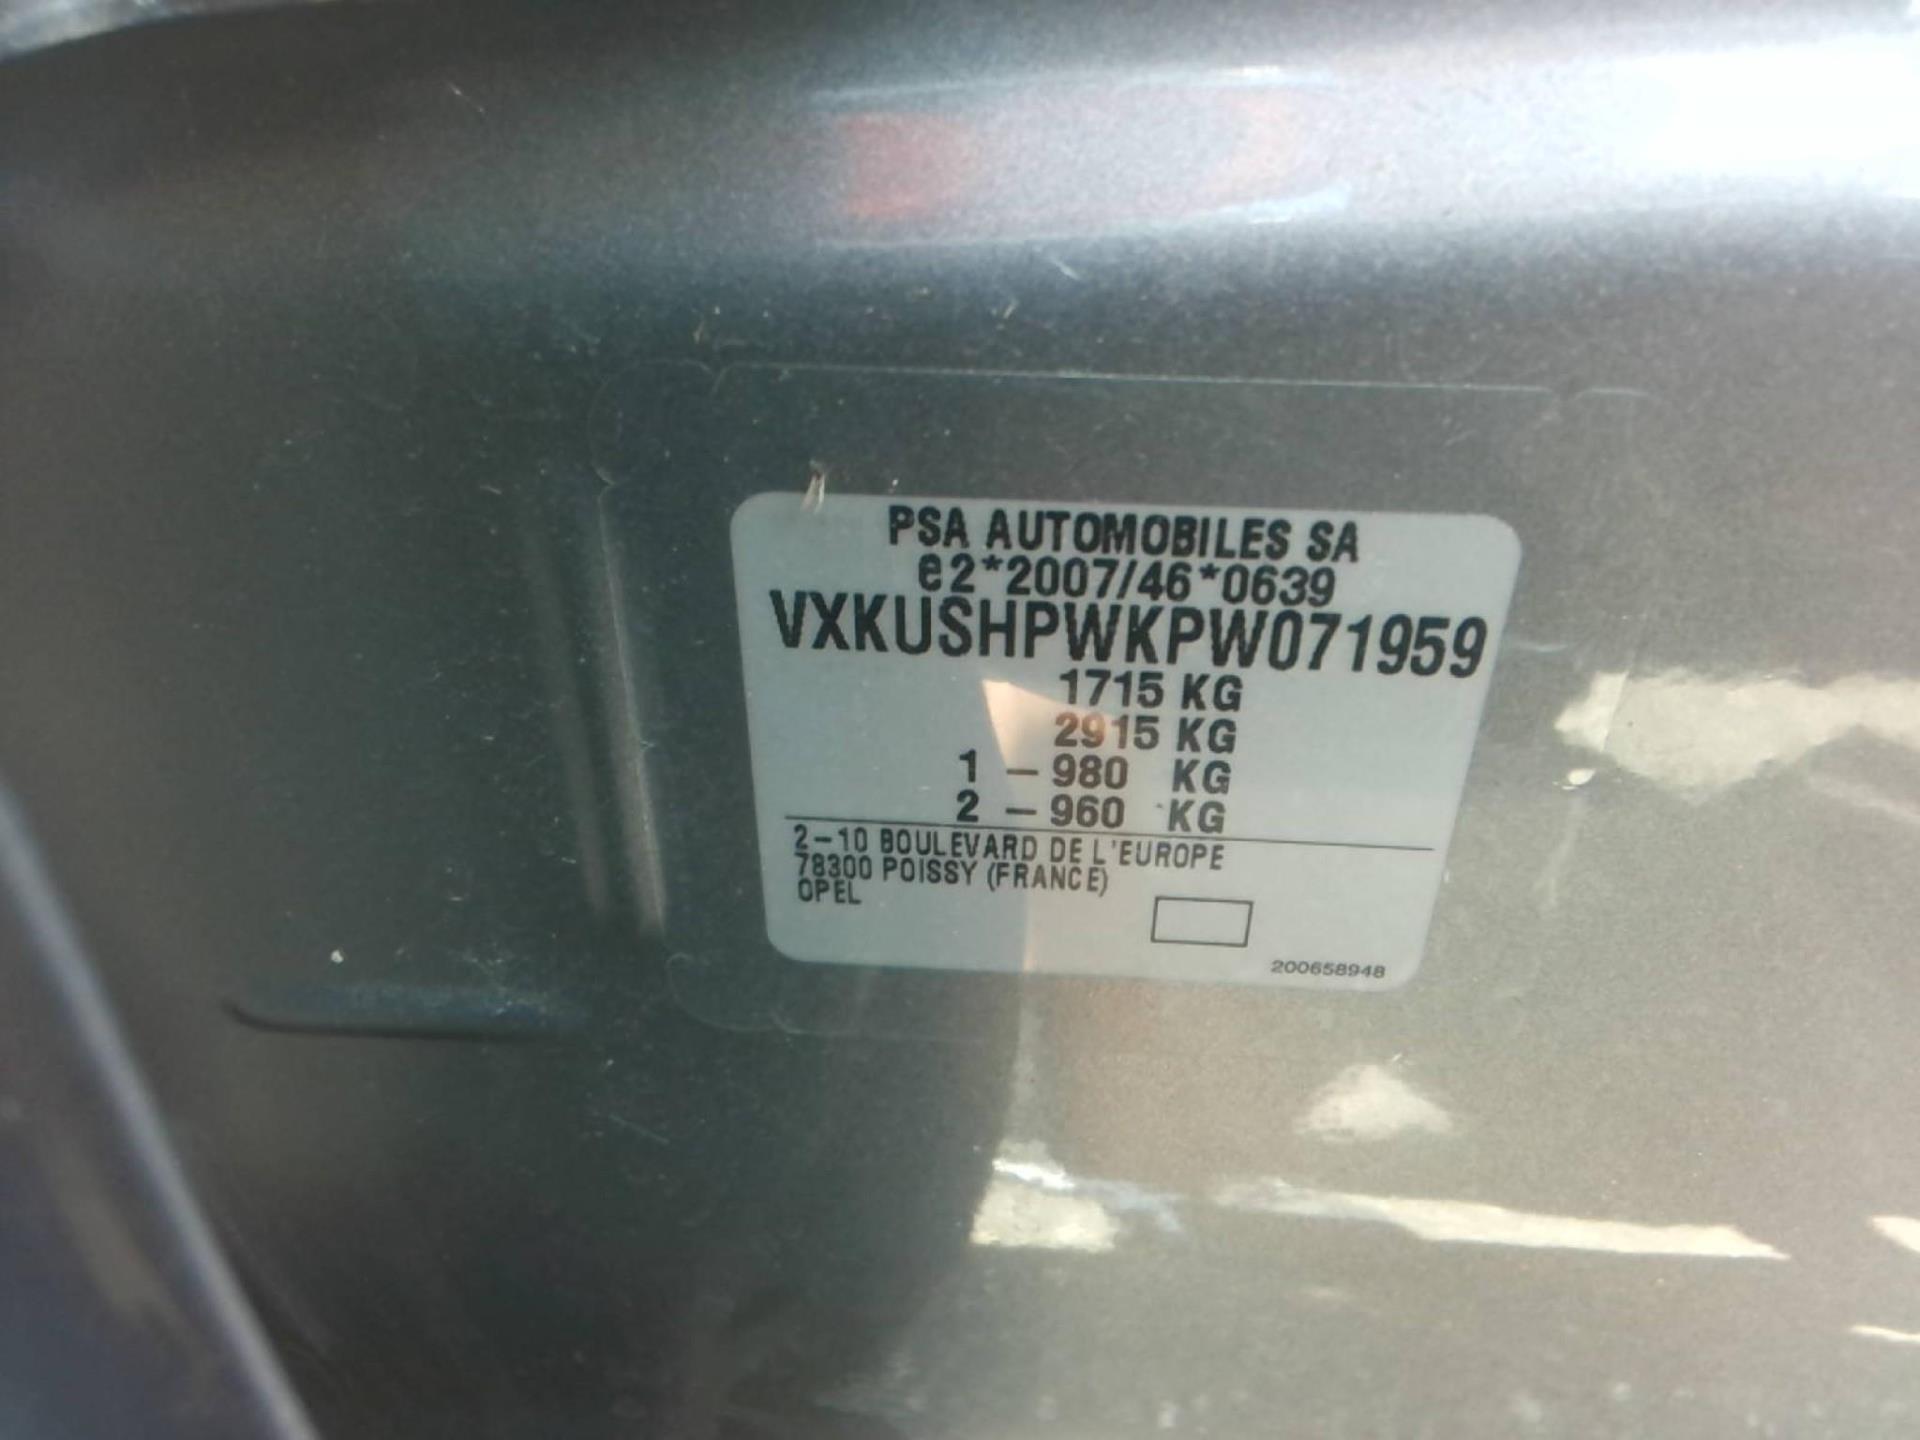 PSA AUTOMOBILES SA
e2*2007/46*0639
VXKUSHPWKPW071959
1715 KG
2915 KG
1 - 980 KG
2 - 960 KG
2-10 BOULEVARD DE L'EUROPE
78300 POISSY (FRANCE)
OPEL
200658948